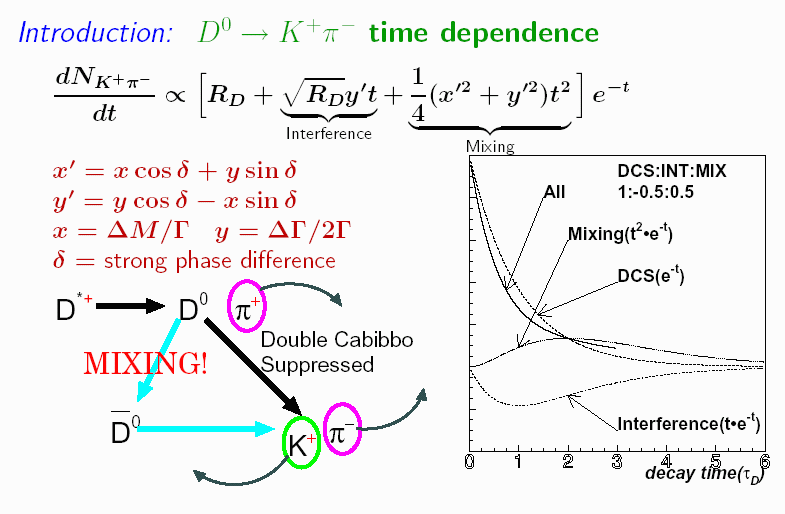 Introduction: D⁰ → K⁺π⁻ time dependence
dN_{K⁺π⁻}/dt ∝ [R_D + √R_D y′t + 1/4(x′² + y′²)t²] e^{−t}
Interference
Mixing
x′ = x cos δ + y sin δ
y′ = y cos δ − x sin δ
x = ΔM/Γ y = ΔΓ/2Γ
δ = strong phase difference
DCS:INT:MIX
1:-0.5:0.5
All
Mixing(t²•e⁻ᵗ)
DCS(e⁻ᵗ)
Interference(t•e⁻ᵗ)
0 1 2 3 4 5 6
decay time(τ_D)
D*⁺ D⁰ π⁺
Double Cabibbo
Suppressed
MIXING!
D̅⁰
K⁺ π⁻